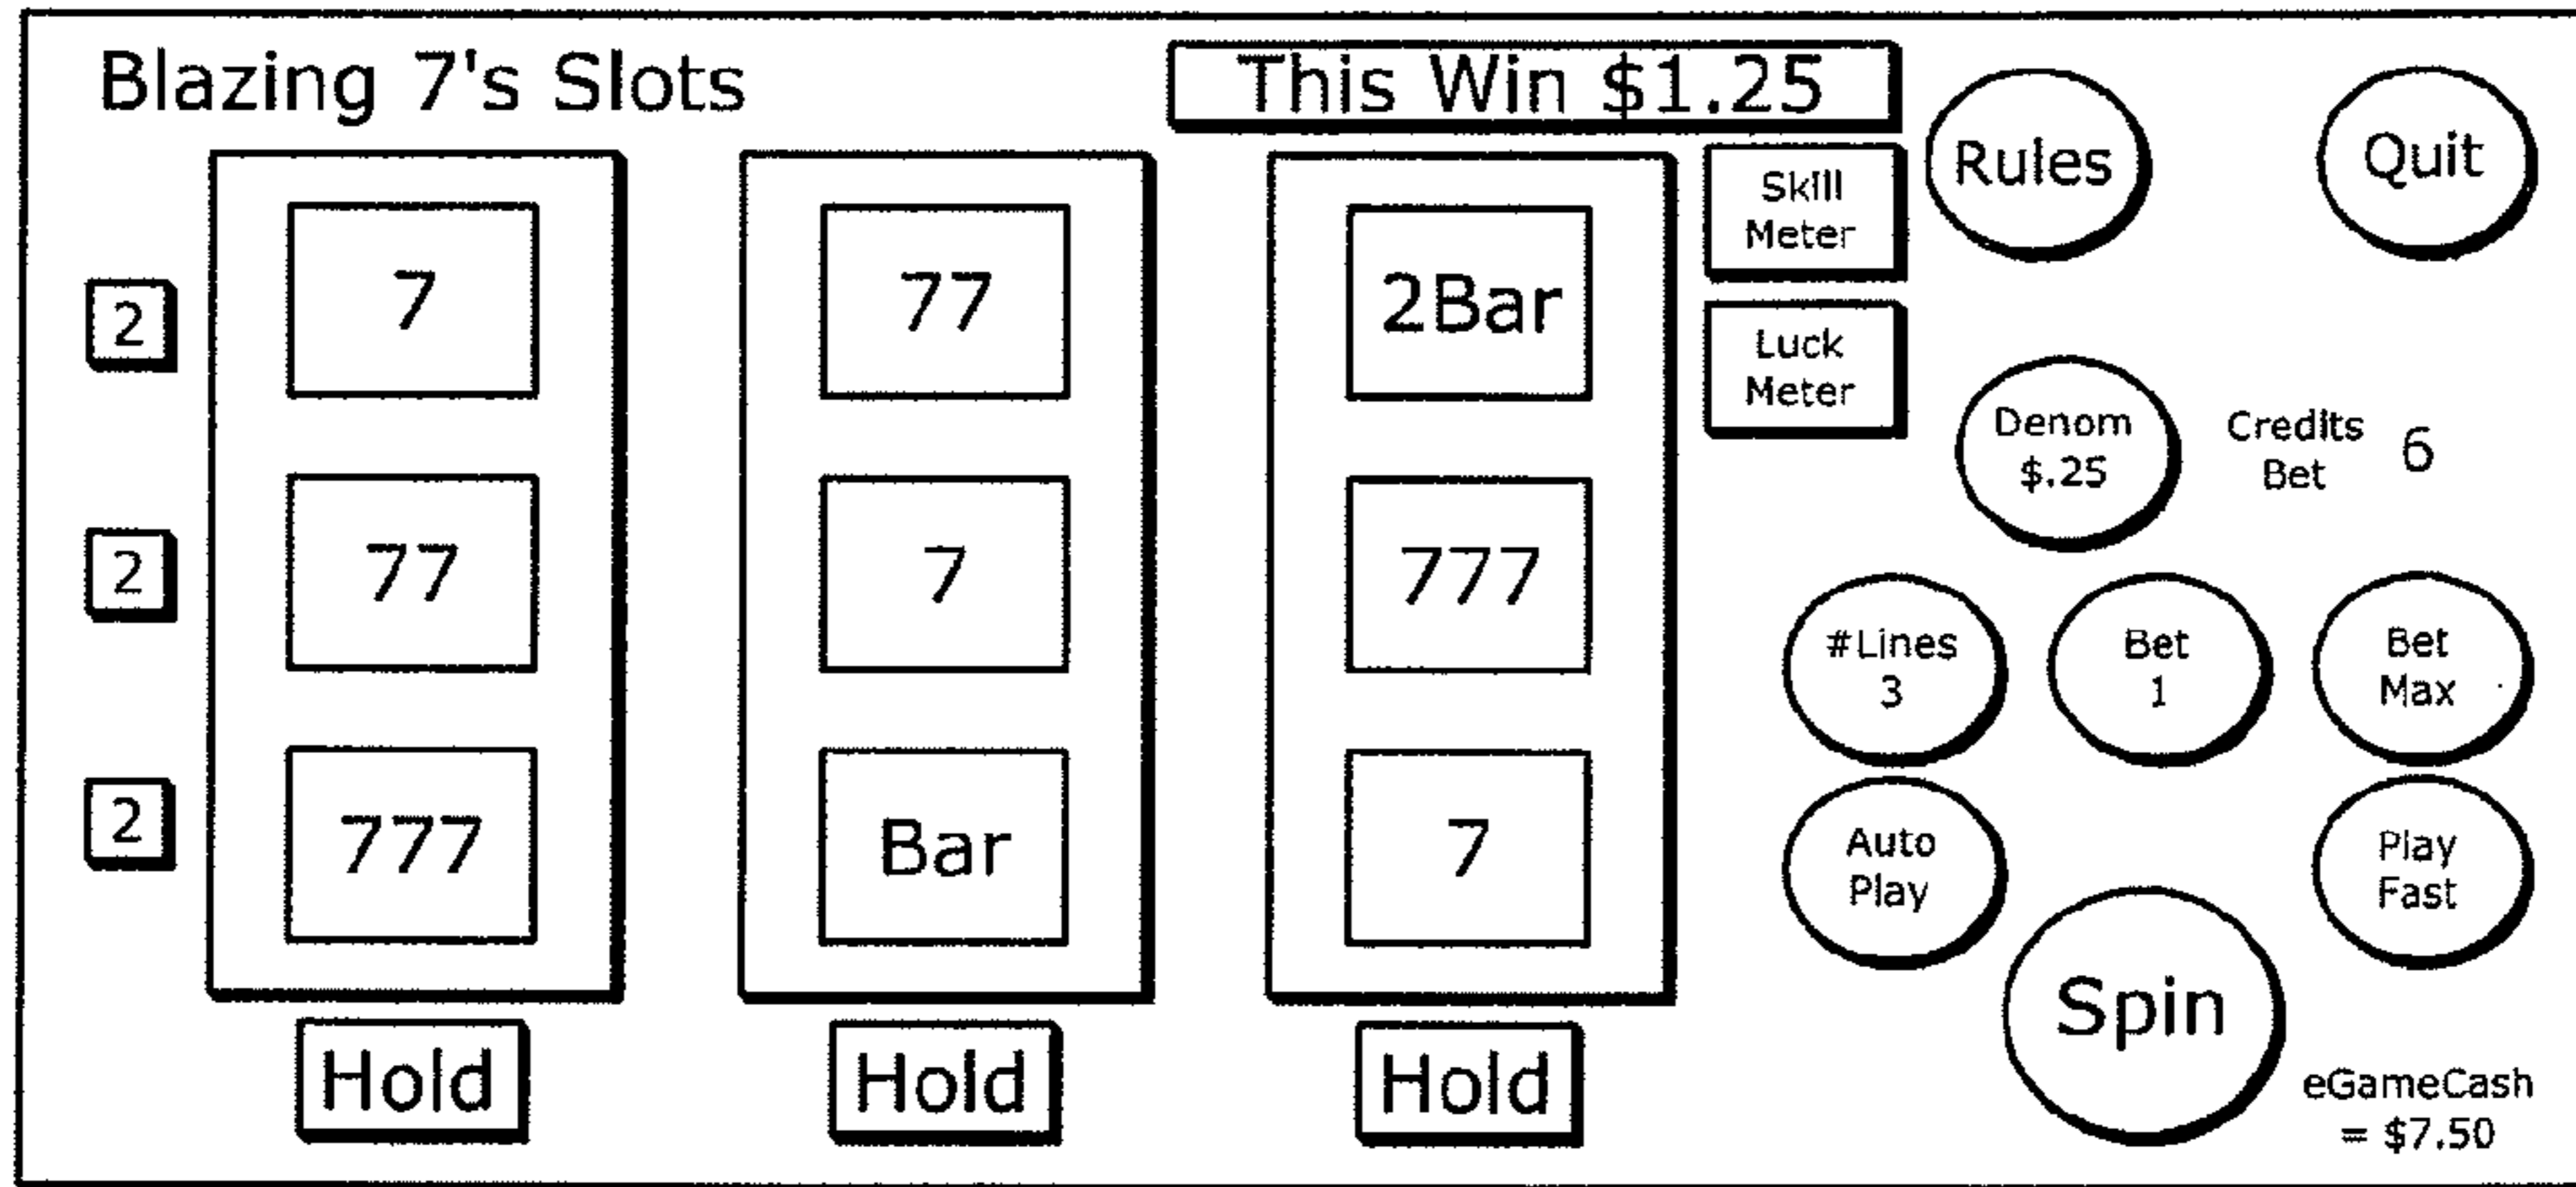 Blazing 7's Slots
This Win $1.25
Rules
Quit
Skill
Meter
Luck
Meter
2
7
77
2Bar
2
77
7
777
2
777
Bar
7
Hold
Hold
Hold
Denom
$.25
Credits
Bet
6
#Lines
3
Bet
1
Bet
Max
Auto
Play
Play
Fast
Spin
eGameCash
= $7.50